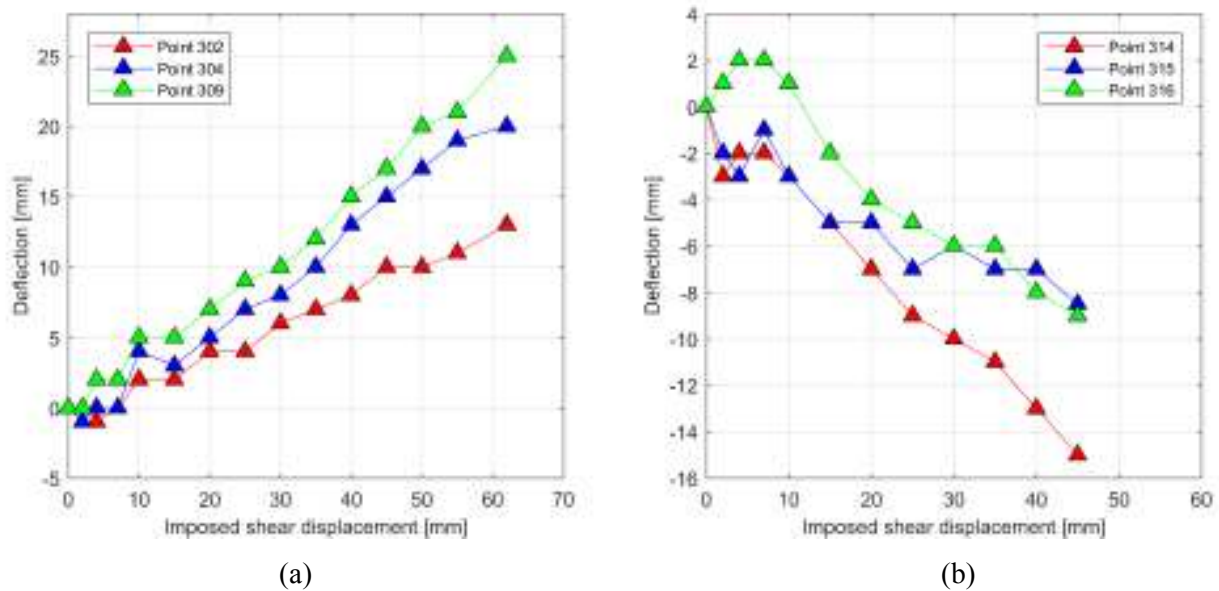 Point 302
Point 304
Point 309
25
20
15
10
5
0
-5
0 10 20 30 40 50 60 70
Deflection [mm]
Imposed shear displacement [mm]
(a)
Point 314
Point 315
Point 316
4
2
0
-2
-4
-6
-8
-10
-12
-14
-16
0 10 20 30 40 50 60
Deflection [mm]
Imposed shear displacement [mm]
(b)